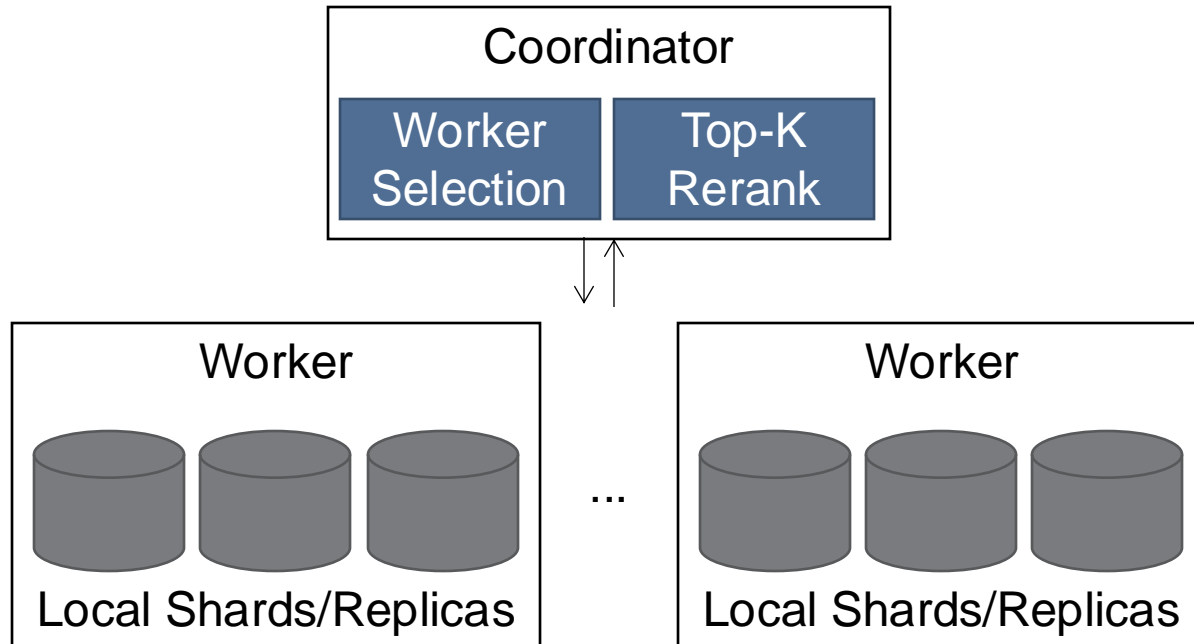 Coordinator
Worker
Selection
Top-K
Rerank
Worker
Local Shards/Replicas
...
Worker
Local Shards/Replicas